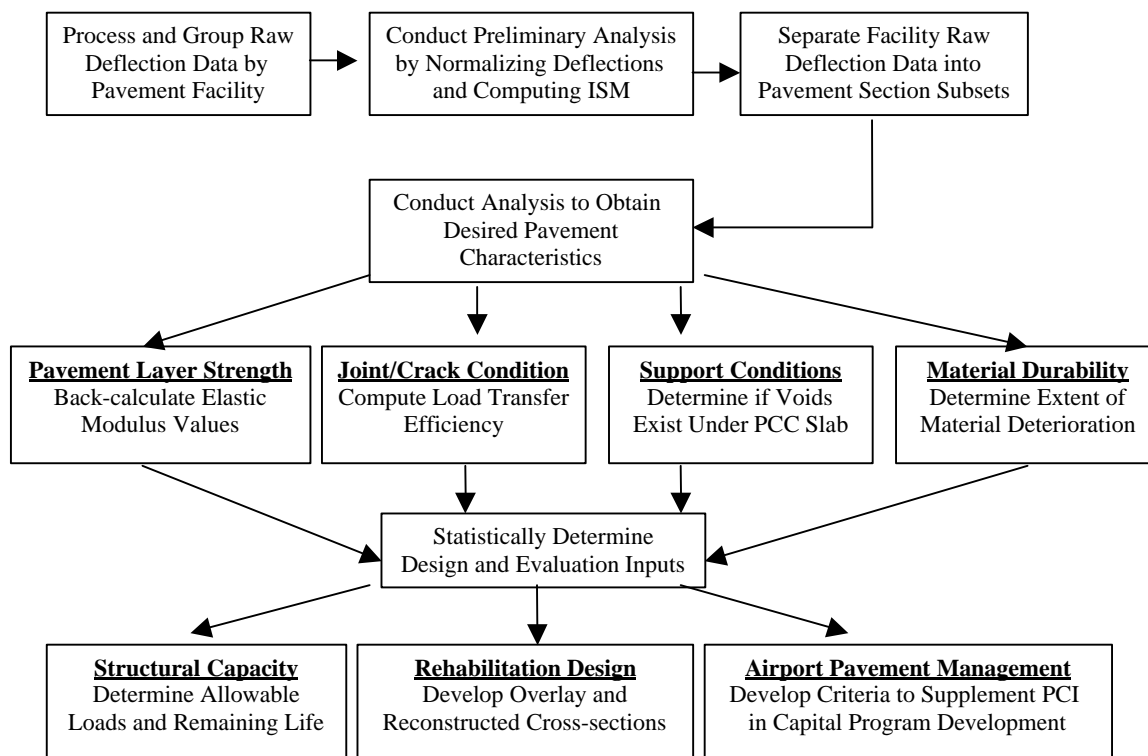 Process and Group Raw
Deflection Data by
Pavement Facility
Conduct Preliminary Analysis
by Normalizing Deflections
and Computing ISM
Separate Facility Raw
Deflection Data into
Pavement Section Subsets
Conduct Analysis to Obtain
Desired Pavement
Characteristics
Pavement Layer Strength
Back-calculate Elastic
Modulus Values
Joint/Crack Condition
Compute Load Transfer
Efficiency
Support Conditions
Determine if Voids
Exist Under PCC Slab
Material Durability
Determine Extent of
Material Deterioration
Statistically Determine
Design and Evaluation Inputs
Structural Capacity
Determine Allowable
Loads and Remaining Life
Rehabilitation Design
Develop Overlay and
Reconstructed Cross-sections
Airport Pavement Management
Develop Criteria to Supplement PCI
in Capital Program Development